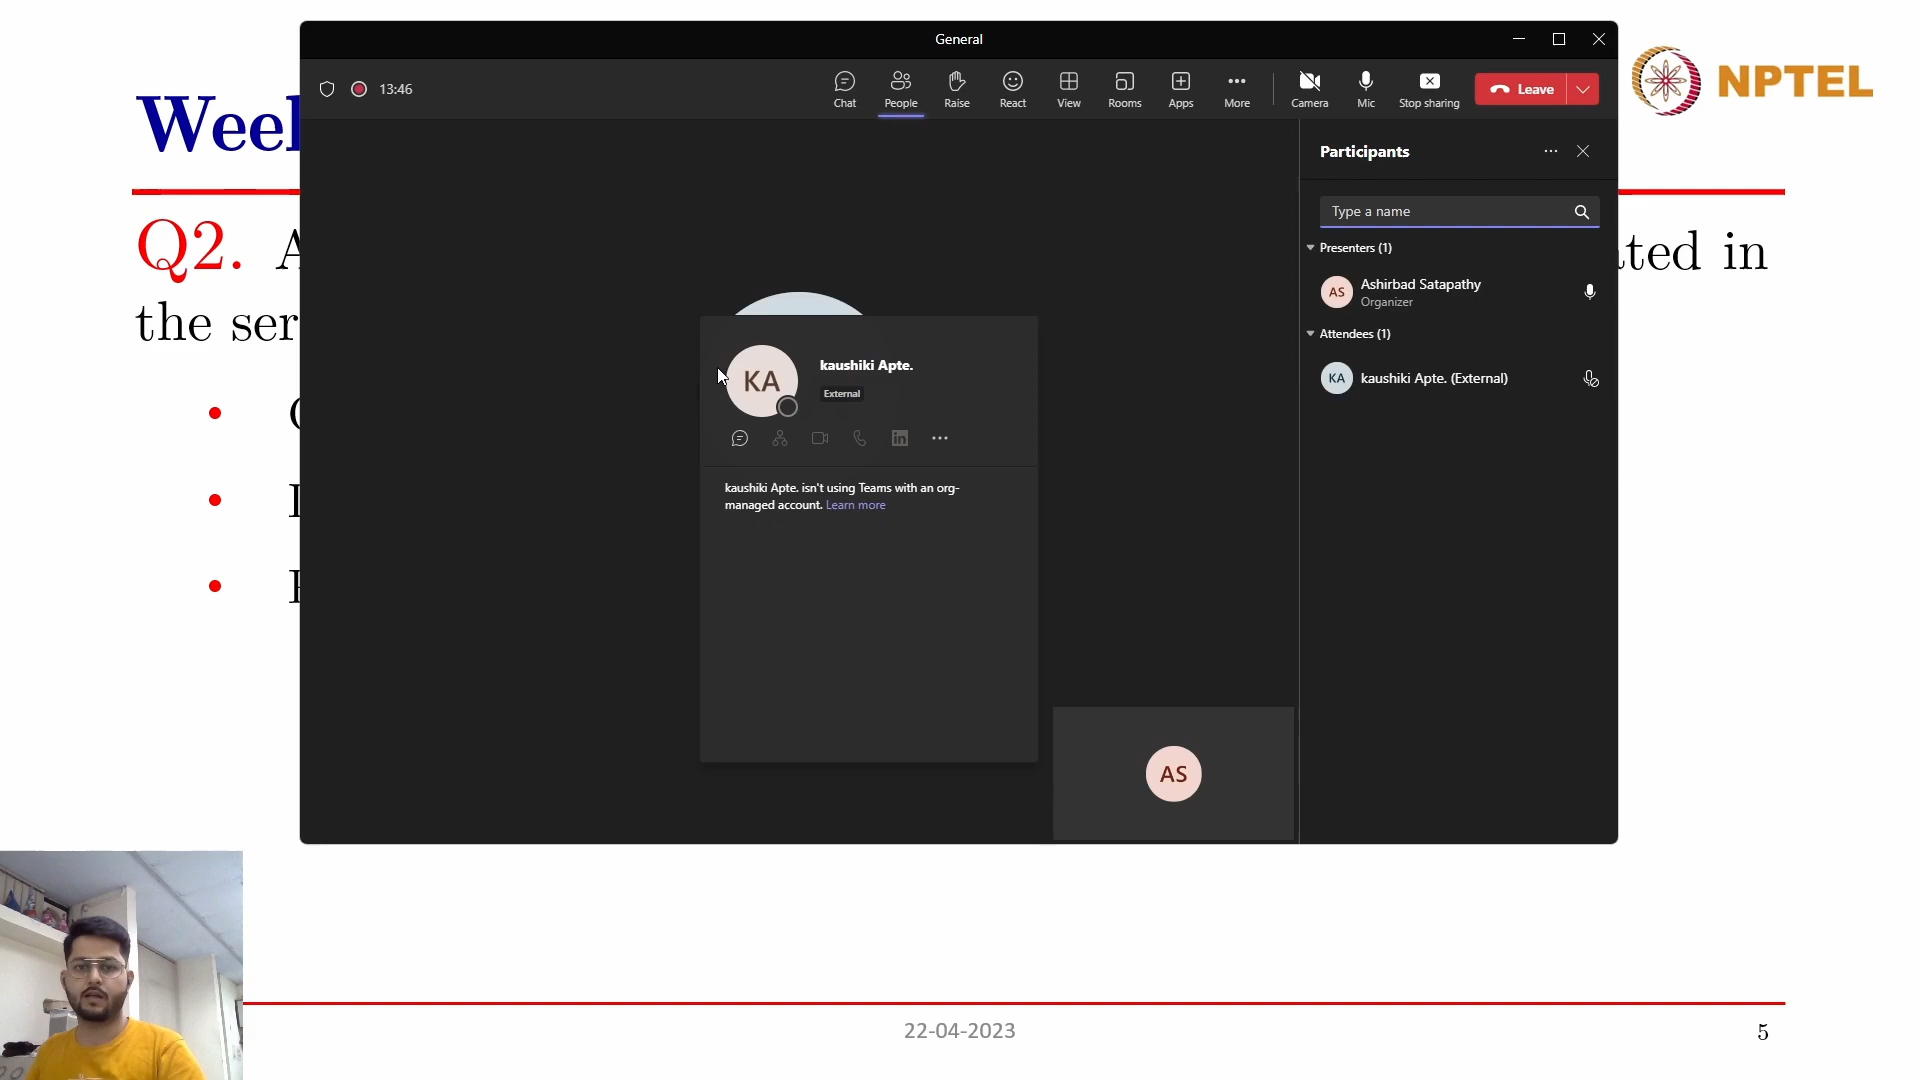 General
13:46
Chat
People
Raise
React
View
Rooms
Apps
More
Camera
Mic
Stop sharing
Leave
NPTEL
Participants
Type a name
Presenters (1)
AS
Ashirbad Satapathy
Organizer
Attendees (1)
KA
kaushiki Apte. (External)
KA
kaushiki Apte.
External
in
kaushiki Apte. isn't using Teams with an org-
managed account. Learn more
AS
Q2.
ted in
the ser
22-04-2023
5